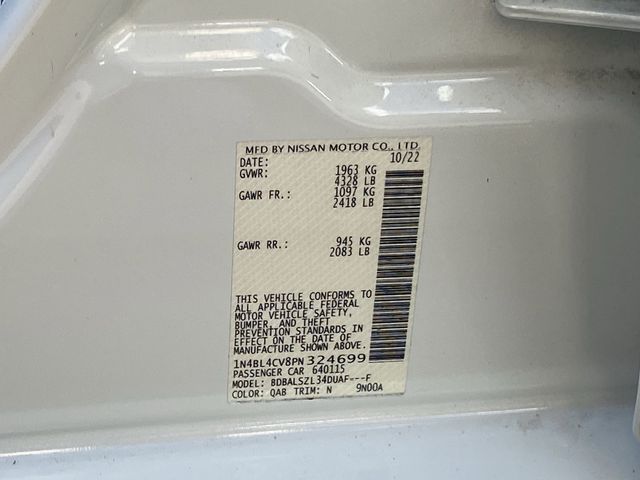 MFD BY NISSAN MOTOR CO., LTD.
DATE: 10/22
GVWR: 1963 KG
4328 LB
GAWR FR.: 1097 KG
2418 LB
GAWR RR.: 945 KG
2083 LB
THIS VEHICLE CONFORMS TO
ALL APPLICABLE FEDERAL
MOTOR VEHICLE SAFETY,
BUMPER, AND THEFT
PREVENTION STANDARDS IN
EFFECT ON THE DATE OF
MANUFACTURE SHOWN ABOVE.
1N4BL4CV8PN324699
PASSENGER CAR 640115
MODEL: BDBALSZL34DUAF---F
COLOR: QAB TRIM: N 9N00A